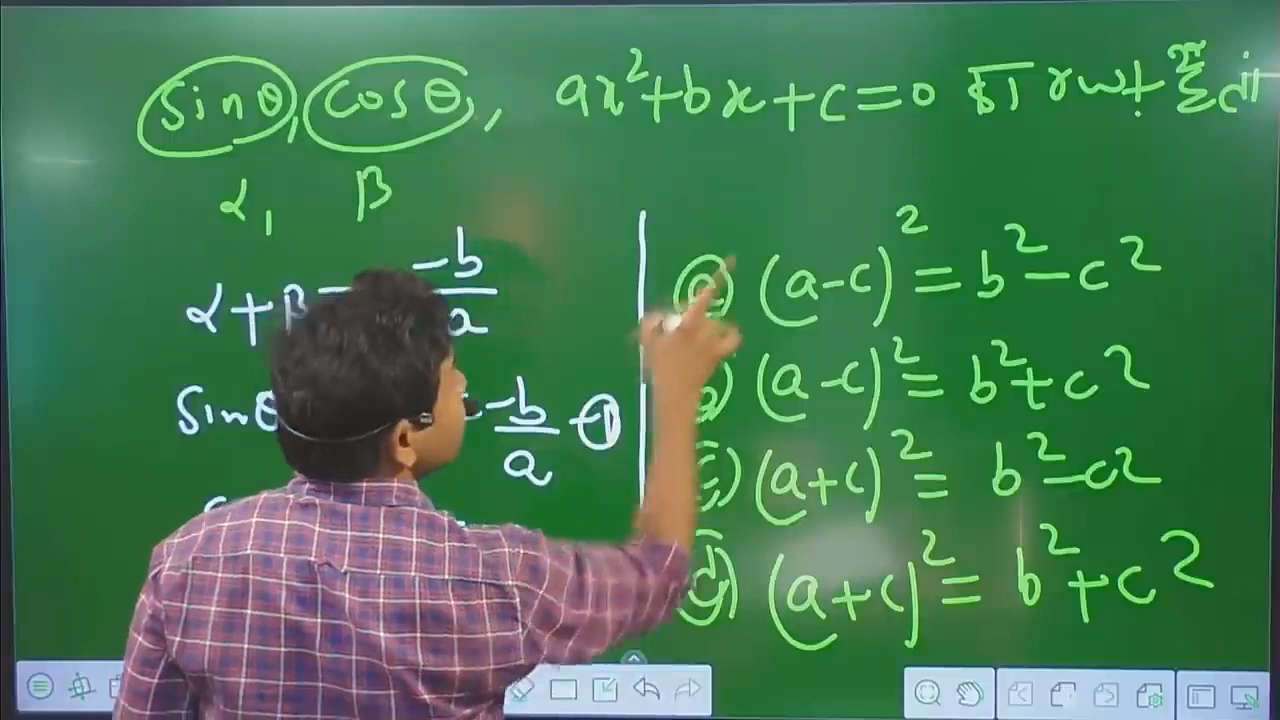 sinθ, cosθ, ax²+bx+c=0
α, β
α+β = -b/a
sinθ -b/a -①
ⓐ (a-c)² = b²-c²
b) (a-c)² = b²+c²
c) (a+c)² = b²-c²
d) (a+c)² = b²+c²